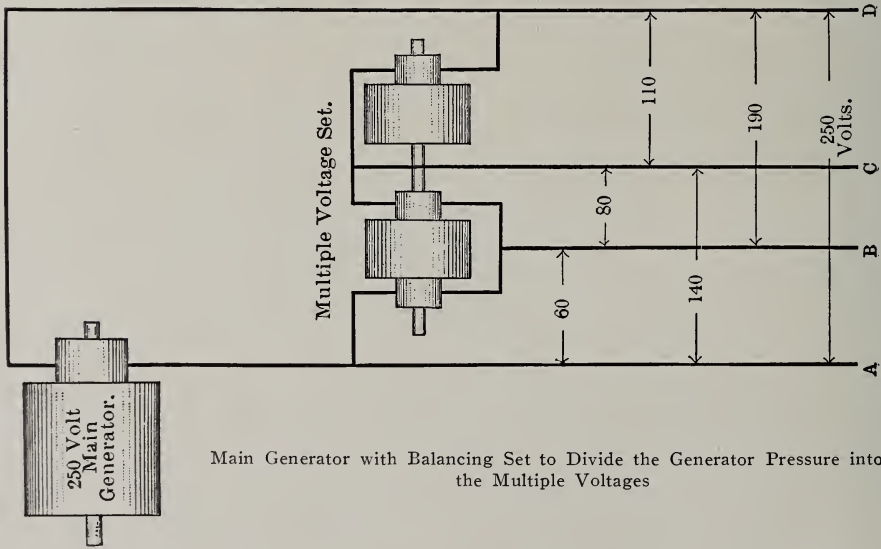 250 Volt
Main
Generator.
Multiple Voltage Set.
60
80
110
140
190
250
Volts.
A
B
C
D
Main Generator with Balancing Set to Divide the Generator Pressure into
the Multiple Voltages